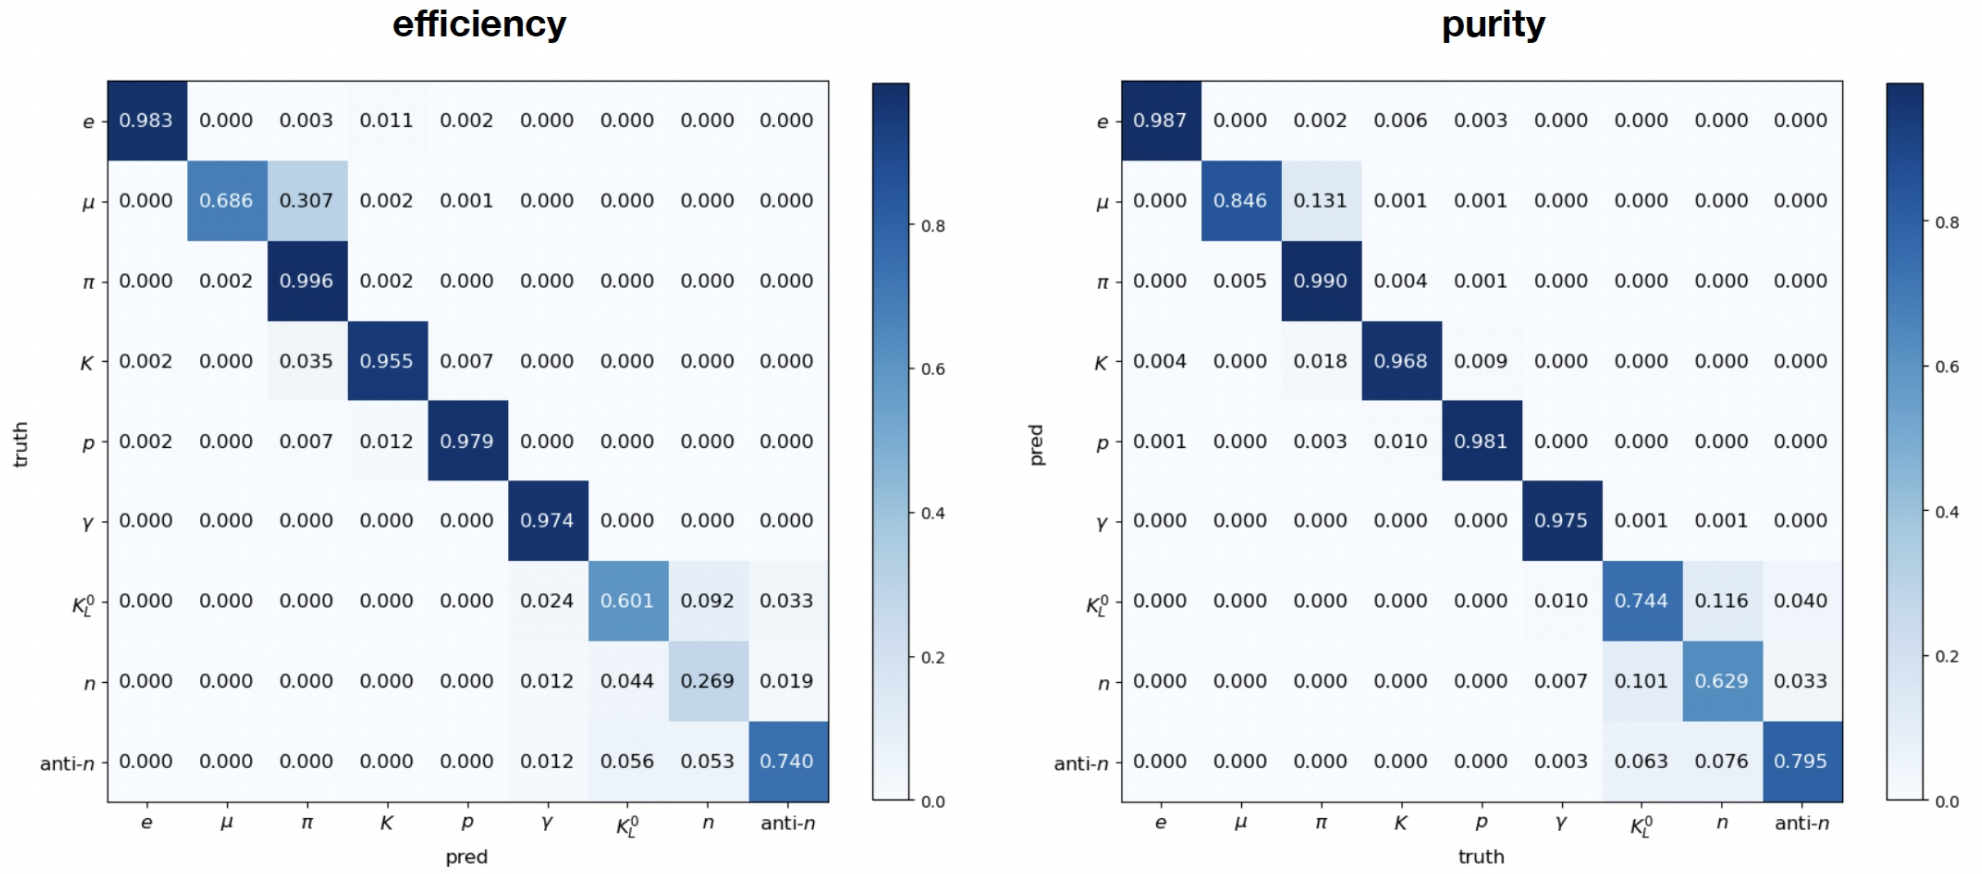 efficiency
e 0.983 0.000 0.003 0.011 0.002 0.000 0.000 0.000 0.000
μ 0.000 0.686 0.307 0.002 0.001 0.000 0.000 0.000 0.000
π 0.000 0.002 0.996 0.002 0.000 0.000 0.000 0.000 0.000
K 0.002 0.000 0.035 0.955 0.007 0.000 0.000 0.000 0.000
p 0.002 0.000 0.007 0.012 0.979 0.000 0.000 0.000 0.000
γ 0.000 0.000 0.000 0.000 0.000 0.974 0.000 0.000 0.000
K_L^0 0.000 0.000 0.000 0.000 0.000 0.024 0.601 0.092 0.033
n 0.000 0.000 0.000 0.000 0.000 0.012 0.044 0.269 0.019
anti-n 0.000 0.000 0.000 0.000 0.000 0.012 0.056 0.053 0.740
e μ π K p γ K_L^0 n anti-n
pred
truth
0.8
0.6
0.4
0.2
0.0
purity
e 0.987 0.000 0.002 0.006 0.003 0.000 0.000 0.000 0.000
μ 0.000 0.846 0.131 0.001 0.001 0.000 0.000 0.000 0.000
π 0.000 0.005 0.990 0.004 0.001 0.000 0.000 0.000 0.000
K 0.004 0.000 0.018 0.968 0.009 0.000 0.000 0.000 0.000
p 0.001 0.000 0.003 0.010 0.981 0.000 0.000 0.000 0.000
γ 0.000 0.000 0.000 0.000 0.000 0.975 0.001 0.001 0.000
K_L^0 0.000 0.000 0.000 0.000 0.000 0.010 0.744 0.116 0.040
n 0.000 0.000 0.000 0.000 0.000 0.007 0.101 0.629 0.033
anti-n 0.000 0.000 0.000 0.000 0.000 0.003 0.063 0.076 0.795
e μ π K p γ K_L^0 n anti-n
truth
pred
0.8
0.6
0.4
0.2
0.0